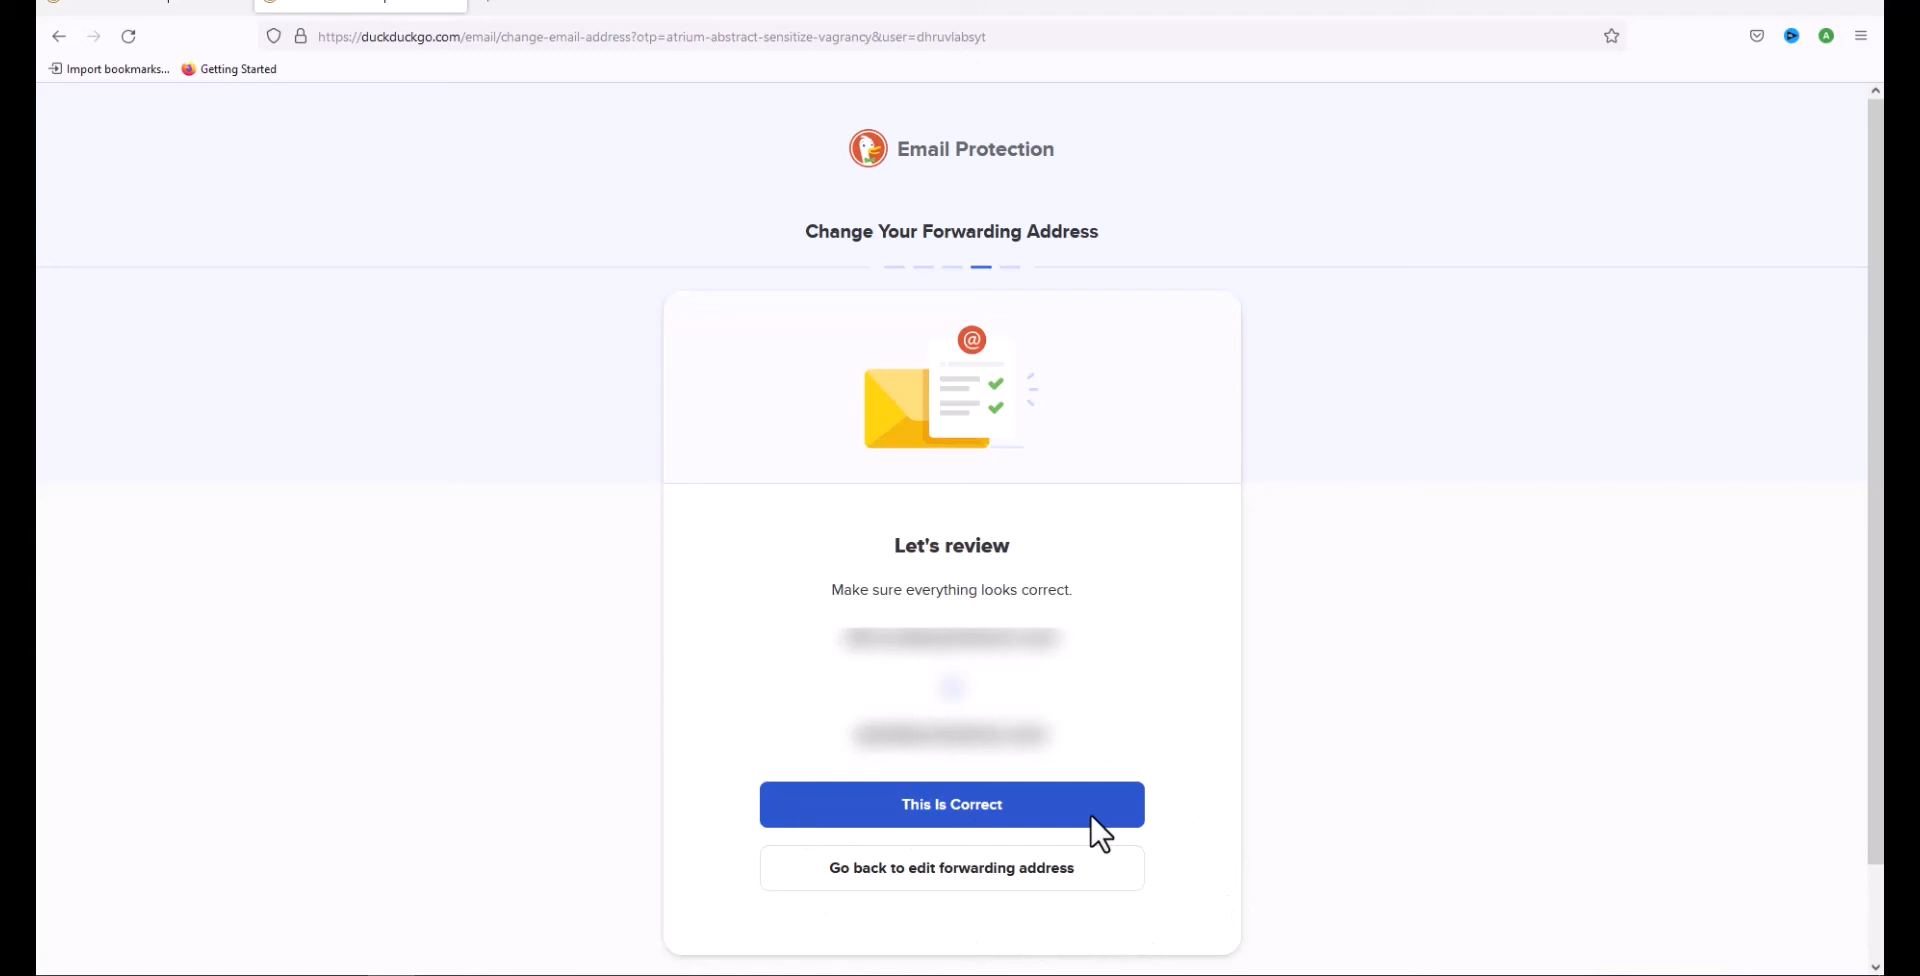 https://duckduckgo.com/email/change-email-address?otp=atrium-abstract-sensitize-vagrancy&user=dhruvlabsyt
A
Import bookmarks... Getting Started
Email Protection
Change Your Forwarding Address
@
Let's review
Make sure everything looks correct.
This Is Correct
Go back to edit forwarding address